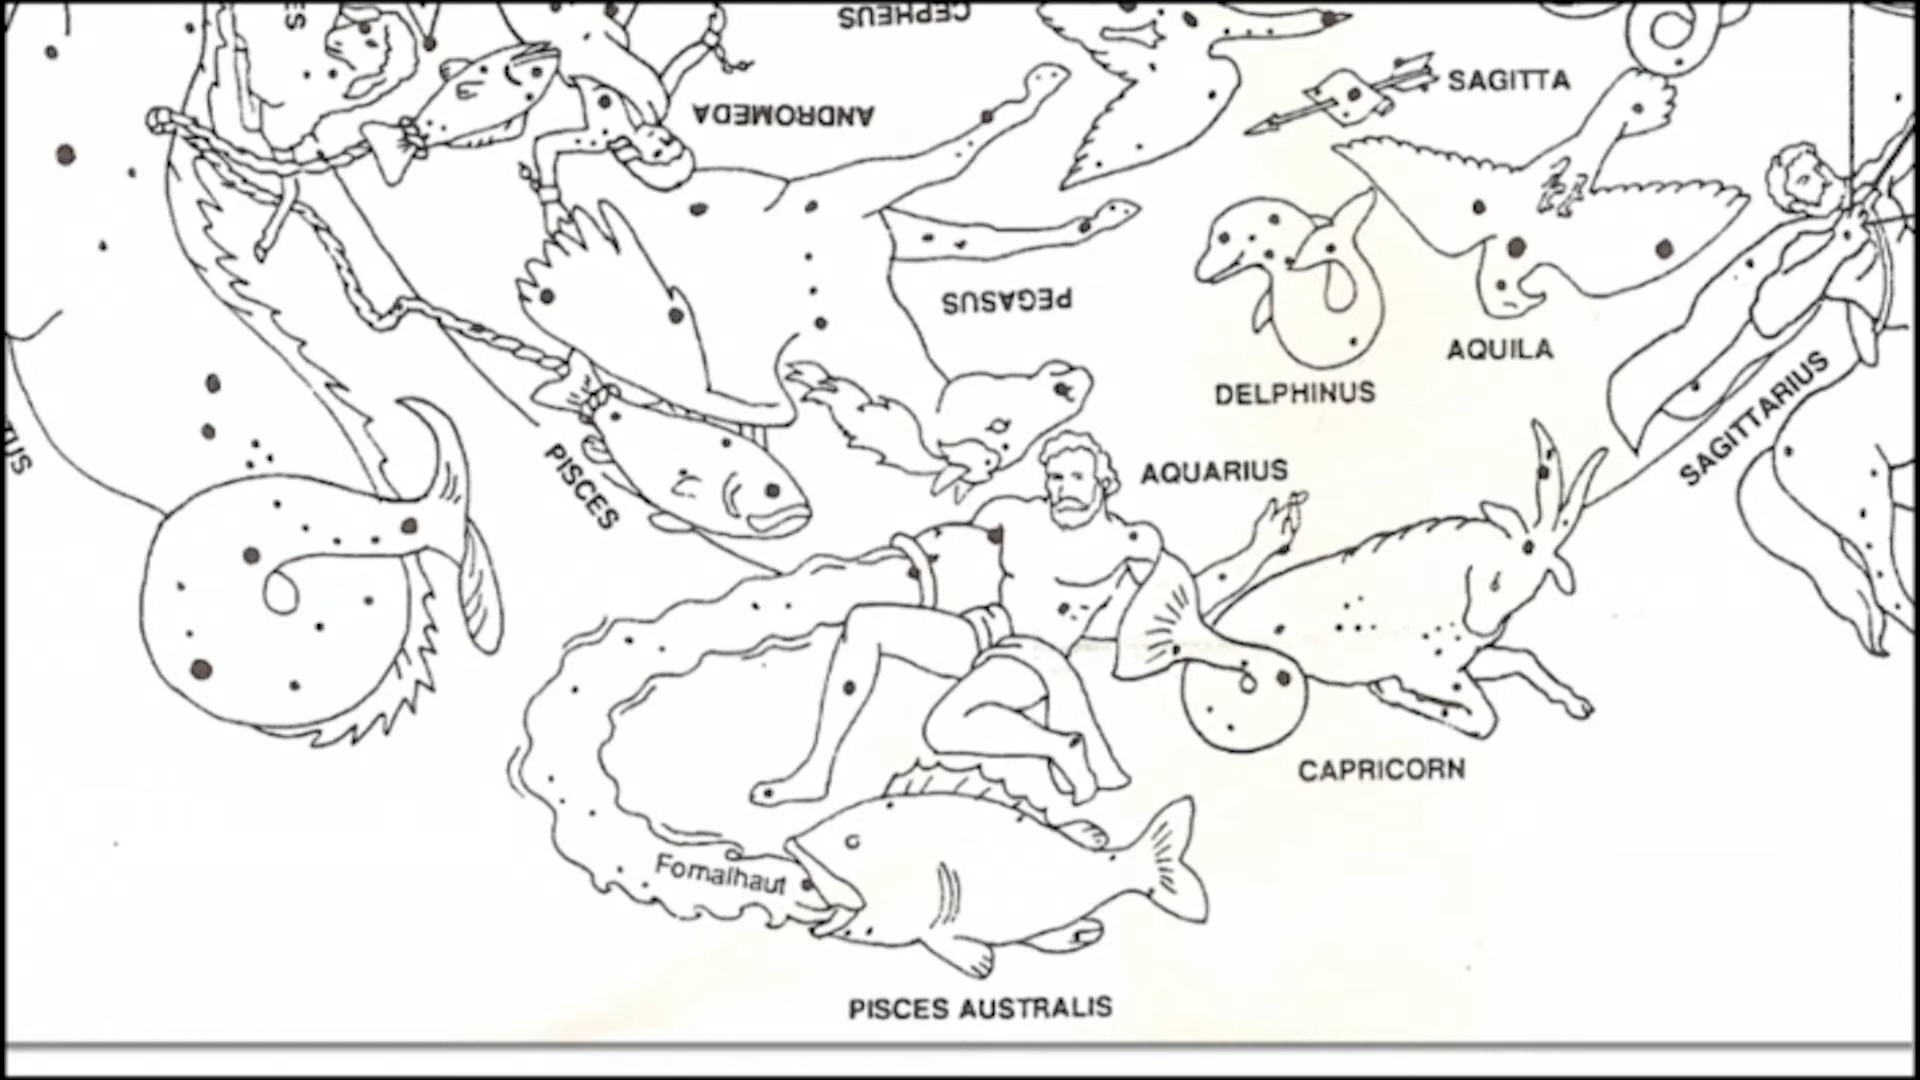 CEPHEUS
SAGITTA
ANDROMEDA
PEGASUS
AQUILA
DELPHINUS
SAGITTARIUS
PISCES
AQUARIUS
CAPRICORN
Fomalhaut
PISCES AUSTRALIS